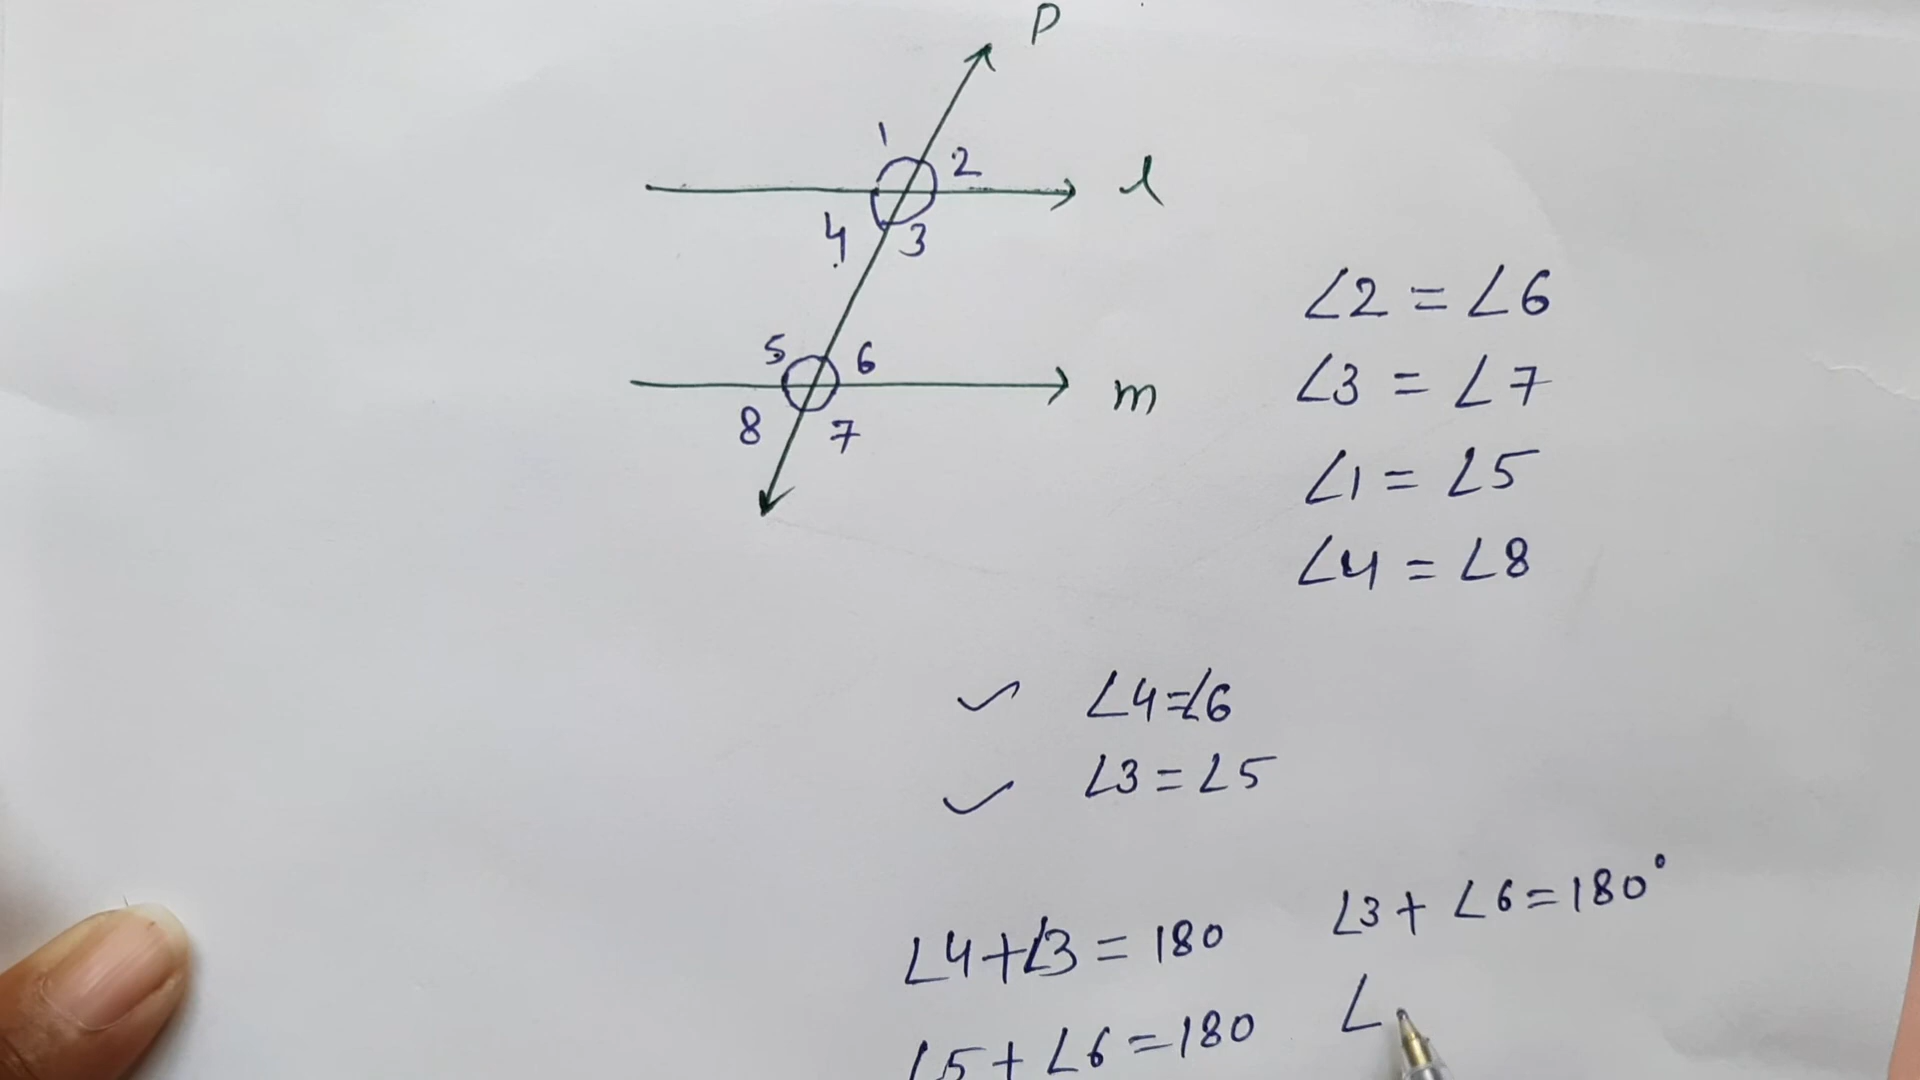 P
1
2
l
4
3
5
6
m
8
7
∠2 = ∠6
∠3 = ∠7
∠1 = ∠5
∠4 = ∠8
∠4=∠6
∠3 = ∠5
∠4+∠3 = 180
∠3+ ∠6=180°
∠5+ ∠6=180
∠